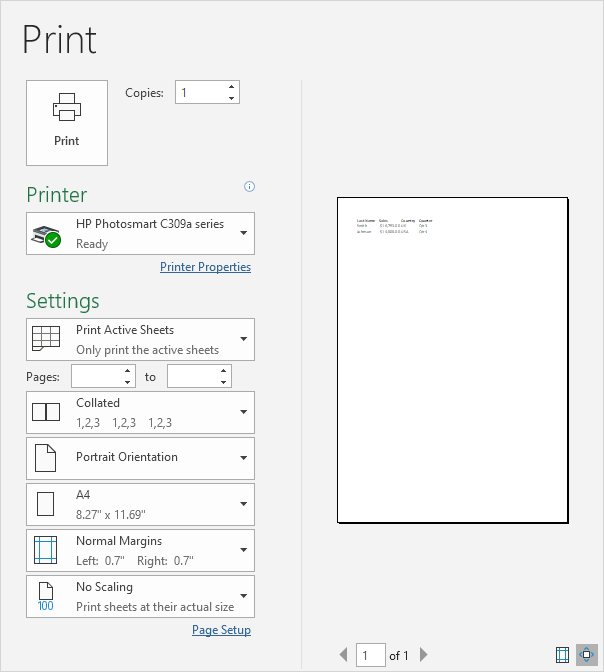 Print
Copies: 1
Print
Printer
HP Photosmart C309a series
Ready
Printer Properties
Settings
Print Active Sheets
Only print the active sheets
Pages: to
Collated
1,2,3 1,2,3 1,2,3
Portrait Orientation
A4
8.27" x 11.69"
Normal Margins
Left: 0.7" Right: 0.7"
No Scaling
100
Print sheets at their actual size
Page Setup
Last Name Sales Country Quarter
Smith
1 of 1